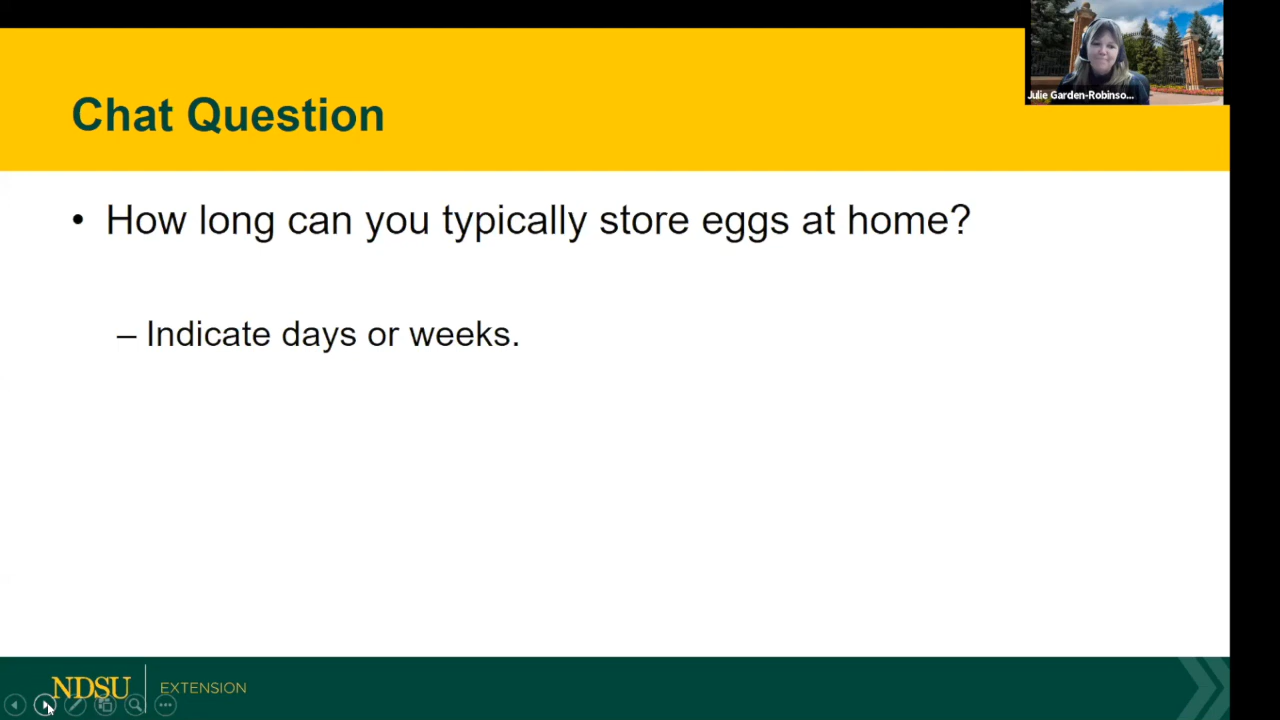 Julie Garden-Robinso...
Chat Question
• How long can you typically store eggs at home?
– Indicate days or weeks.
NDSU EXTENSION